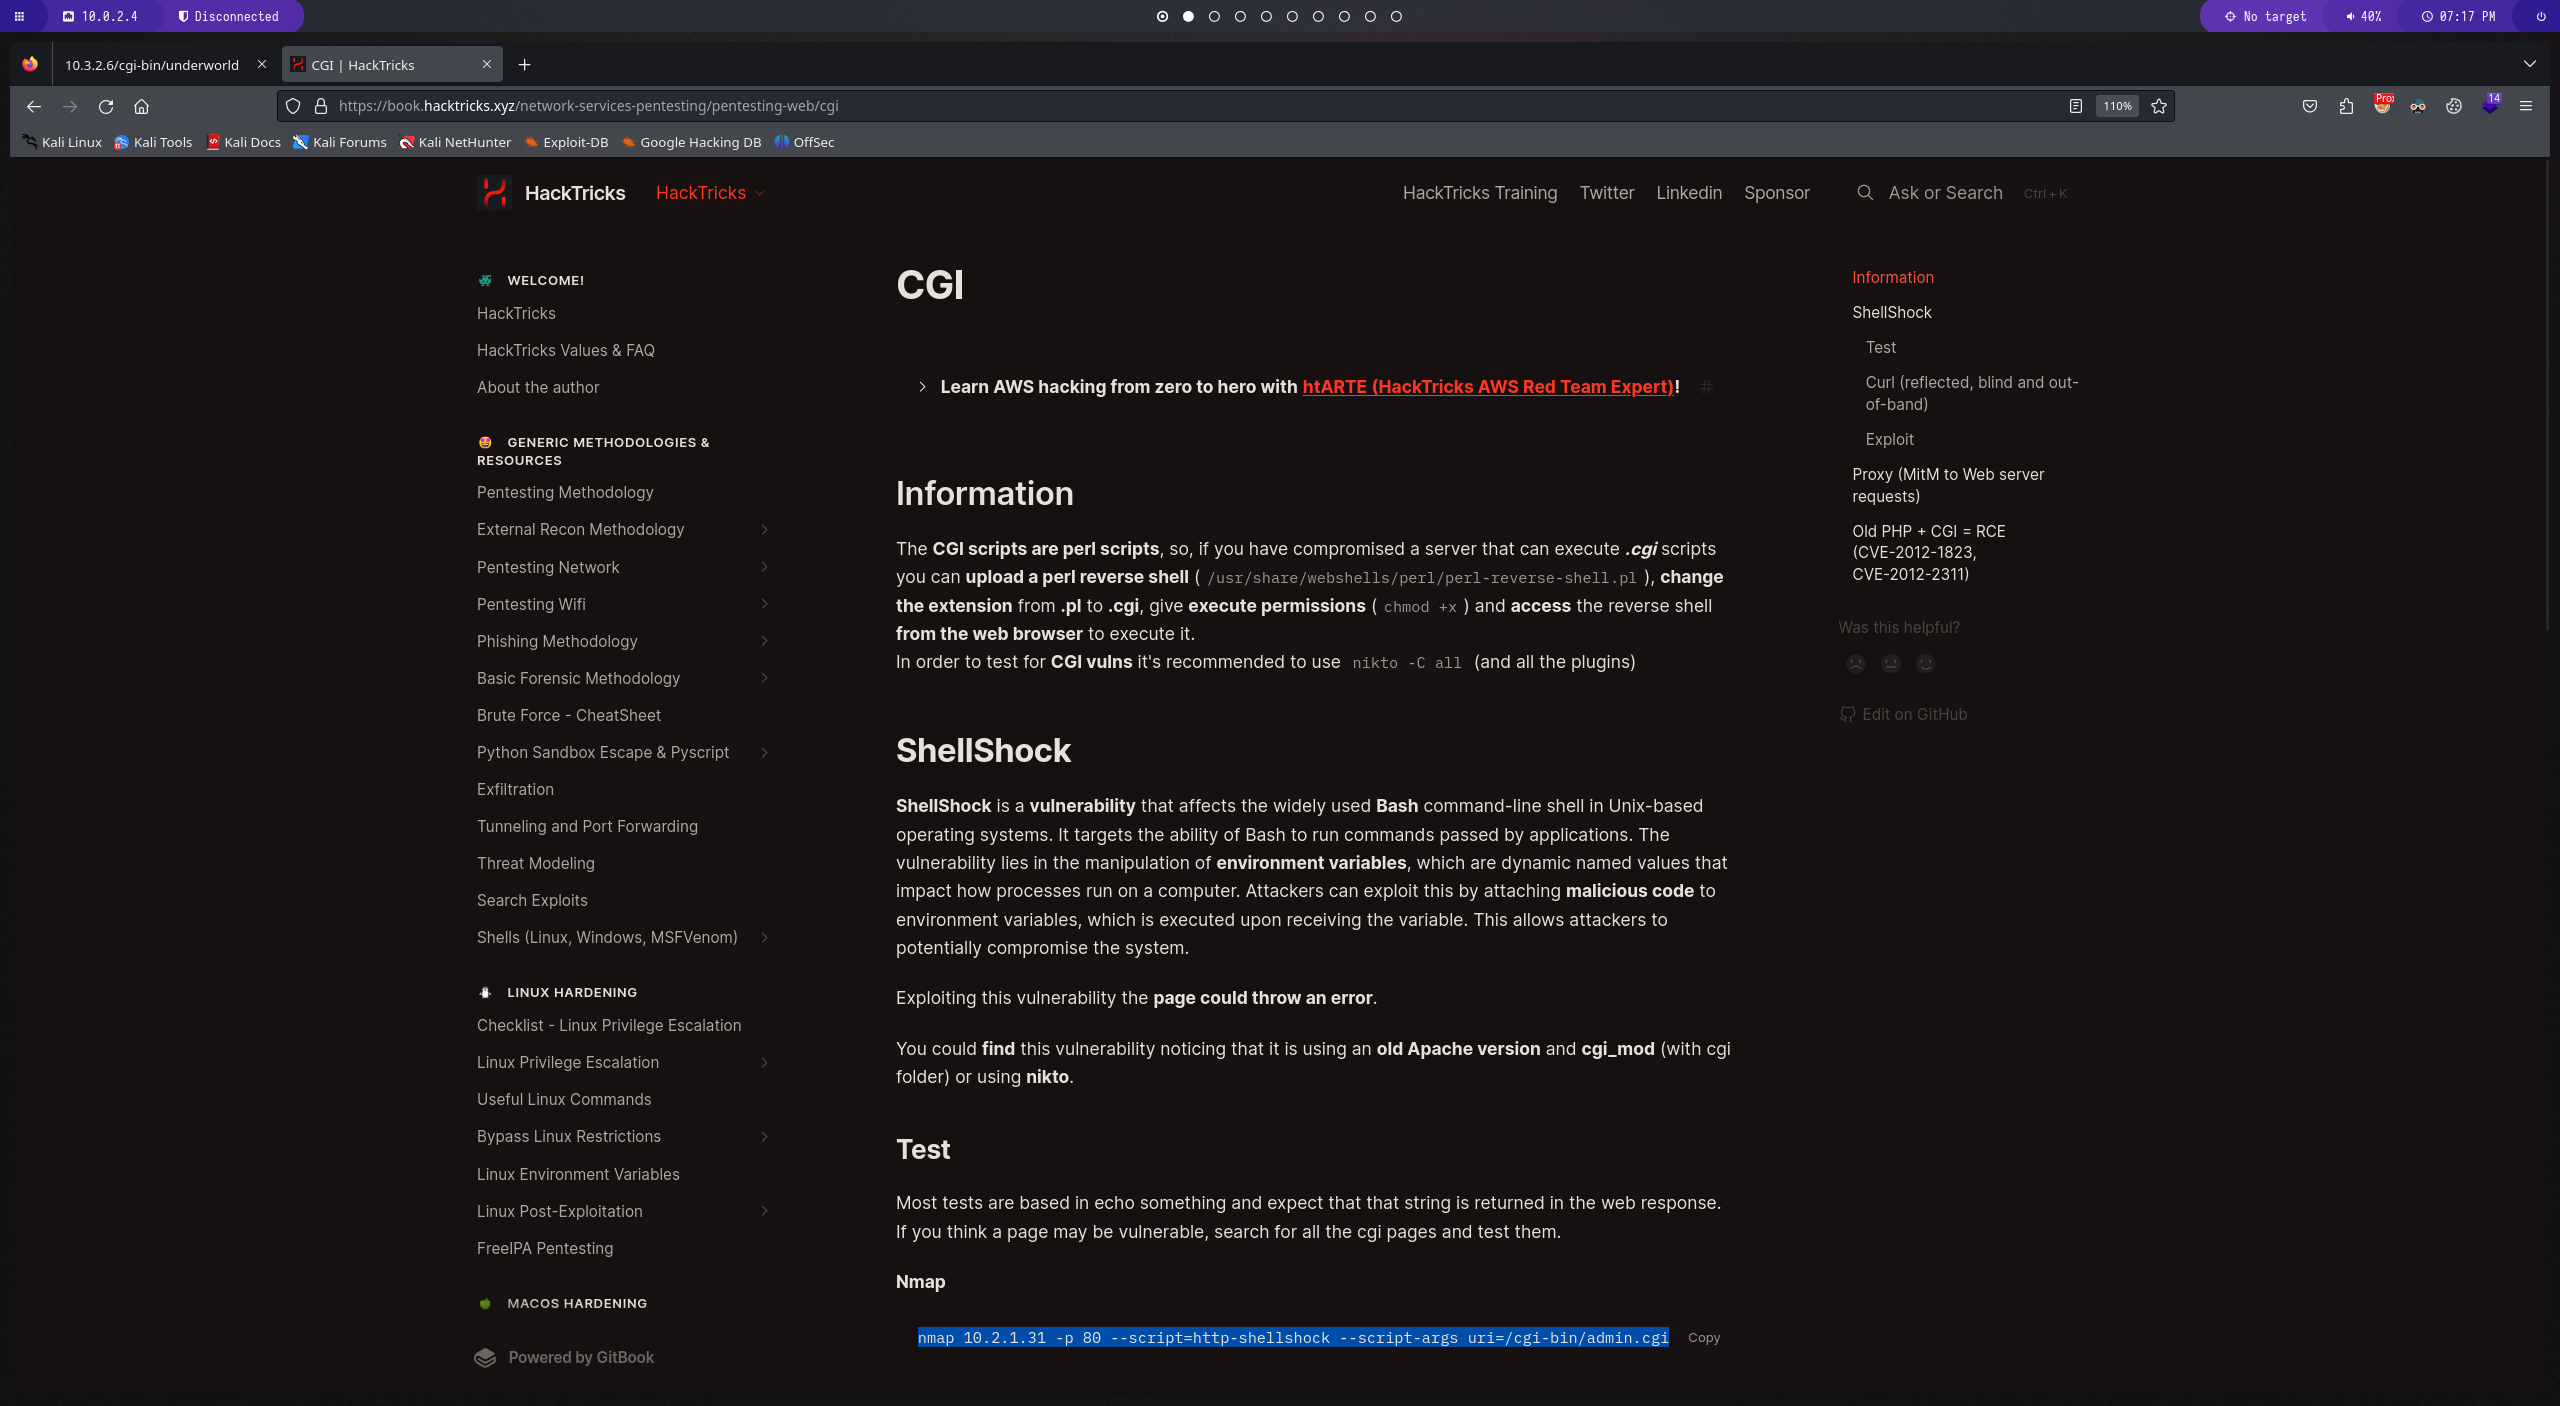 10.0.2.4
Disconnected
No target
40%
07:17 PM
10.3.2.6/cgi-bin/underworld
CGI | HackTricks
https://book.hacktricks.xyz/network-services-pentesting/pentesting-web/cgi
110%
Pro
14
Kali Linux
Kali Tools
Kali Docs
Kali Forums
Kali NetHunter
Exploit-DB
Google Hacking DB
OffSec
HackTricks
HackTricks
HackTricks Training
Twitter
Linkedin
Sponsor
Ask or Search
Ctrl + K
WELCOME!
HackTricks
HackTricks Values & FAQ
About the author
GENERIC METHODOLOGIES &
RESOURCES
Pentesting Methodology
External Recon Methodology
Pentesting Network
Pentesting Wifi
Phishing Methodology
Basic Forensic Methodology
Brute Force - CheatSheet
Python Sandbox Escape & Pyscript
Exfiltration
Tunneling and Port Forwarding
Threat Modeling
Search Exploits
Shells (Linux, Windows, MSFVenom)
LINUX HARDENING
Checklist - Linux Privilege Escalation
Linux Privilege Escalation
Useful Linux Commands
Bypass Linux Restrictions
Linux Environment Variables
Linux Post-Exploitation
FreeIPA Pentesting
MACOS HARDENING
Powered by GitBook
CGI
Learn AWS hacking from zero to hero with htARTE (HackTricks AWS Red Team Expert)! #
Information
The CGI scripts are perl scripts, so, if you have compromised a server that can execute .cgi scripts
you can upload a perl reverse shell ( /usr/share/webshells/perl/perl-reverse-shell.pl ), change
the extension from .pl to .cgi, give execute permissions ( chmod +x ) and access the reverse shell
from the web browser to execute it.
In order to test for CGI vulns it's recommended to use nikto -C all (and all the plugins)
ShellShock
ShellShock is a vulnerability that affects the widely used Bash command-line shell in Unix-based
operating systems. It targets the ability of Bash to run commands passed by applications. The
vulnerability lies in the manipulation of environment variables, which are dynamic named values that
impact how processes run on a computer. Attackers can exploit this by attaching malicious code to
environment variables, which is executed upon receiving the variable. This allows attackers to
potentially compromise the system.
Exploiting this vulnerability the page could throw an error.
You could find this vulnerability noticing that it is using an old Apache version and cgi_mod (with cgi
folder) or using nikto.
Test
Most tests are based in echo something and expect that that string is returned in the web response.
If you think a page may be vulnerable, search for all the cgi pages and test them.
Nmap
nmap 10.2.1.31 -p 80 --script=http-shellshock --script-args uri=/cgi-bin/admin.cgi
Copy
Information
ShellShock
Test
Curl (reflected, blind and out-
of-band)
Exploit
Proxy (MitM to Web server
requests)
Old PHP + CGI = RCE
(CVE-2012-1823,
CVE-2012-2311)
Was this helpful?
Edit on GitHub